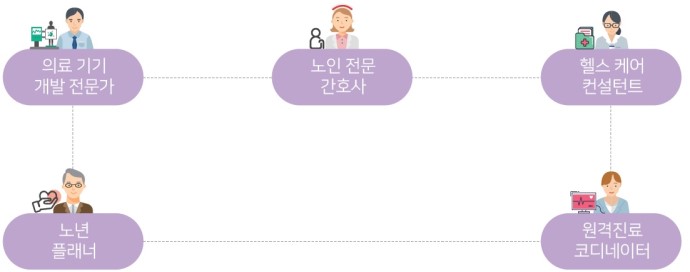 의료 기기
개발 전문가
노인 전문
간호사
헬스 케어
컨설턴트
노년
플래너
원격진료
코디네이터